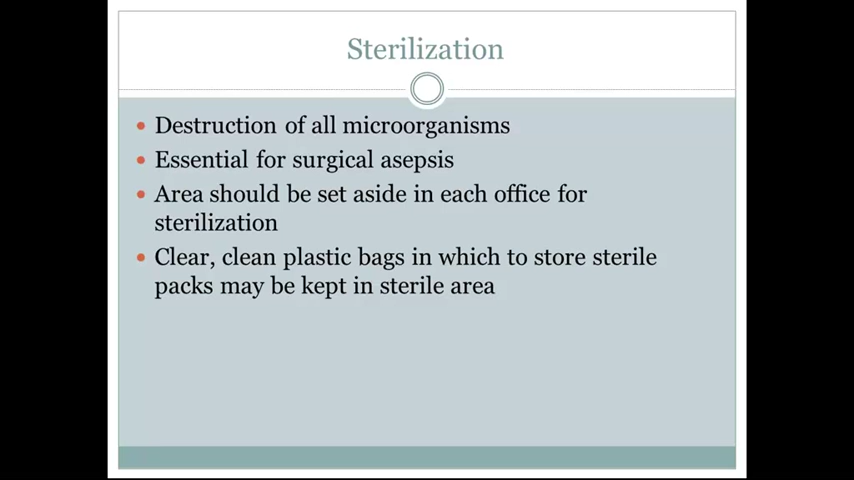 Sterilization
• Destruction of all microorganisms
• Essential for surgical asepsis
• Area should be set aside in each office for
sterilization
• Clear, clean plastic bags in which to store sterile
packs may be kept in sterile area